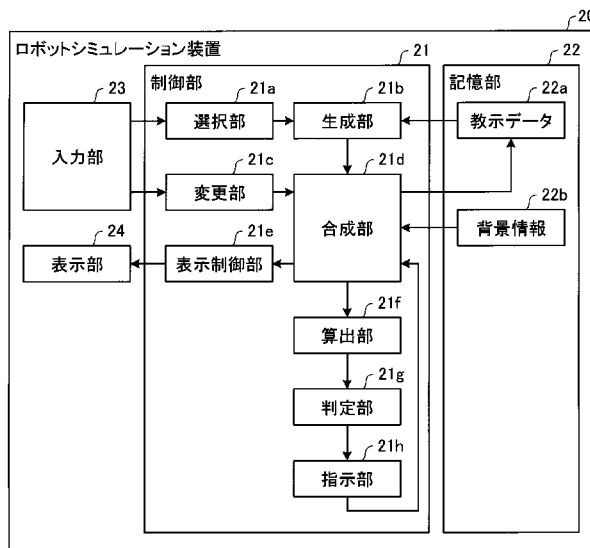 20
ロボットシミュレーション装置
21
22
制御部
記憶部
23
21a
21b
22a
入力部
選択部
生成部
教示データ
21c
21d
変更部
合成部
22b
背景情報
24
21e
表示部
表示制御部
21f
算出部
21g
判定部
21h
指示部